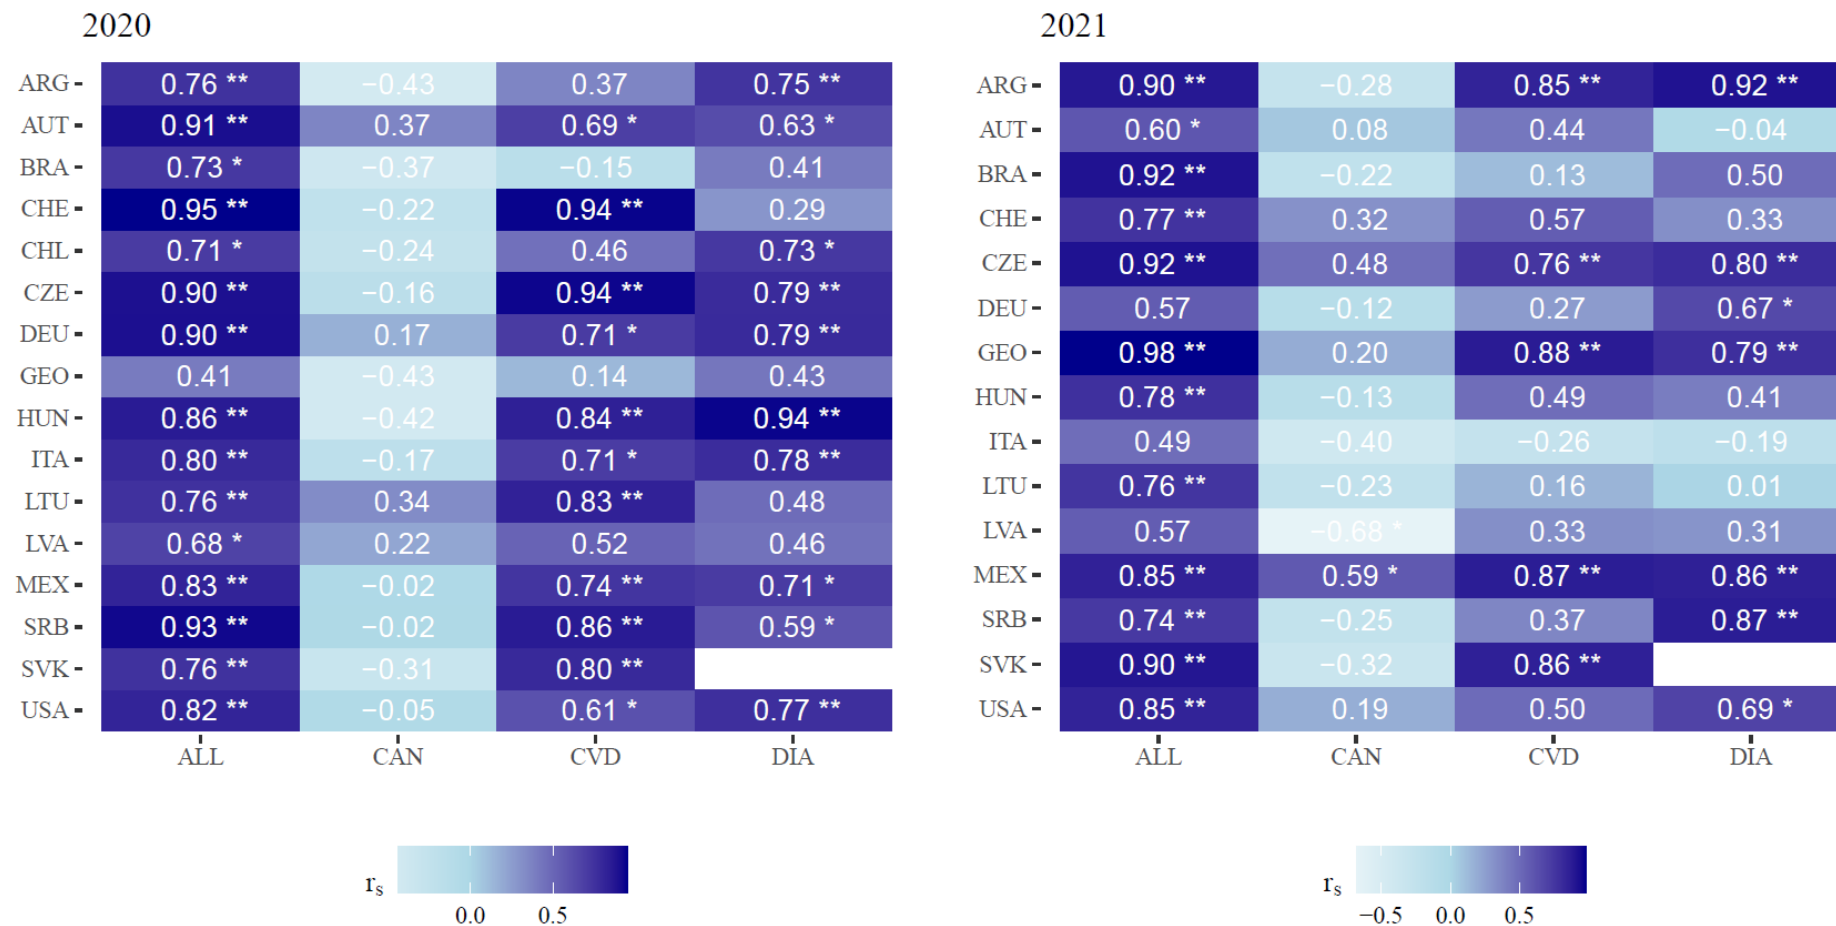 2020
ARG 0.76 ** −0.43 0.37 0.75 **
AUT 0.91 ** 0.37 0.69 * 0.63 *
BRA 0.73 * −0.37 −0.15 0.41
CHE 0.95 ** −0.22 0.94 ** 0.29
CHL 0.71 * −0.24 0.46 0.73 *
CZE 0.90 ** −0.16 0.94 ** 0.79 **
DEU 0.90 ** 0.17 0.71 * 0.79 **
GEO 0.41 −0.43 0.14 0.43
HUN 0.86 ** −0.42 0.84 ** 0.94 **
ITA 0.80 ** −0.17 0.71 * 0.78 **
LTU 0.76 ** 0.34 0.83 ** 0.48
LVA 0.68 * 0.22 0.52 0.46
MEX 0.83 ** −0.02 0.74 ** 0.71 *
SRB 0.93 ** −0.02 0.86 ** 0.59 *
SVK 0.76 ** −0.31 0.80 **
USA 0.82 ** −0.05 0.61 * 0.77 **
ALL CAN CVD DIA
rs
0.0 0.5
2021
ARG 0.90 ** −0.28 0.85 ** 0.92 **
AUT 0.60 * 0.08 0.44 −0.04
BRA 0.92 ** −0.22 0.13 0.50
CHE 0.77 ** 0.32 0.57 0.33
CZE 0.92 ** 0.48 0.76 ** 0.80 **
DEU 0.57 −0.12 0.27 0.67 *
GEO 0.98 ** 0.20 0.88 ** 0.79 **
HUN 0.78 ** −0.13 0.49 0.41
ITA 0.49 −0.40 −0.26 −0.19
LTU 0.76 ** −0.23 0.16 0.01
LVA 0.57 −0.68 * 0.33 0.31
MEX 0.85 ** 0.59 * 0.87 ** 0.86 **
SRB 0.74 ** −0.25 0.37 0.87 **
SVK 0.90 ** −0.32 0.86 **
USA 0.85 ** 0.19 0.50 0.69 *
ALL CAN CVD DIA
rs
−0.5 0.0 0.5